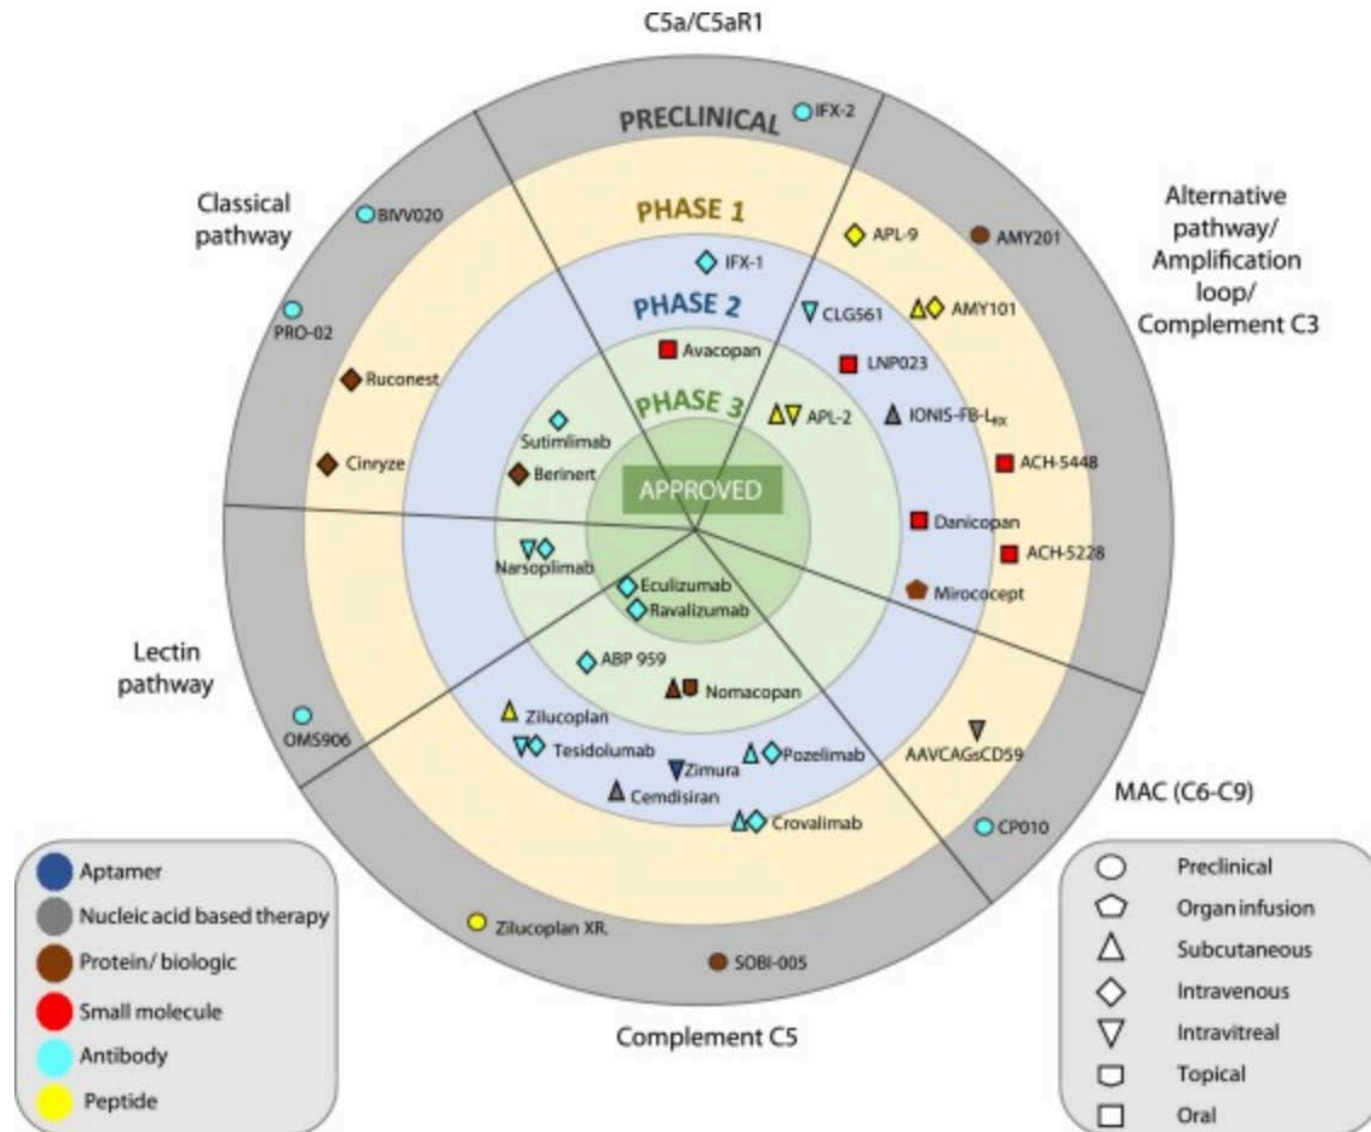 C5a/C5aR1
PRECLINICAL
IFX-2
PHASE 1
IFX-1
PHASE 2
Avacopan
PHASE 3
APPROVED
Classical
pathway
BIVV020
PRO-02
Ruconest
Cinryze
Sutimlimab
Berinert
Alternative
pathway/
Amplification
loop/
Complement C3
APL-9
AMY201
AMY101
CLG561
LNP023
APL-2
IONIS-FB-LRX
ACH-5448
Danicopan
ACH-5228
Mirococept
Lectin
pathway
Narsoplimab
OMS906
Eculizumab
Ravalizumab
ABP 959
Nomacopan
Zilucoplan
Tesidolumab
Zimura
Pozelimab
Cemdisiran
Crovalimab
Zilucoplan XR.
SOBI-005
Complement C5
AAVCAGsCD59
MAC (C6-C9)
CP010
Aptamer
Nucleic acid based therapy
Protein/ biologic
Small molecule
Antibody
Peptide
Preclinical
Organ infusion
Subcutaneous
Intravenous
Intravitreal
Topical
Oral